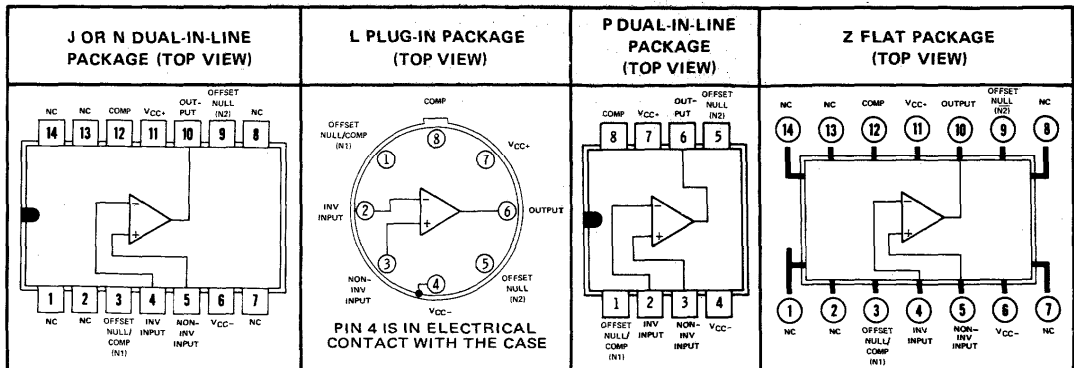 J OR N DUAL-IN-LINE
PACKAGE (TOP VIEW)
NC
NC
COMP
VCC+
OUT-
PUT
OFFSET
NULL
(N2)
NC
14
13
12
11
10
9
8
-
+
1
2
3
4
5
6
7
NC
NC
OFFSET
NULL/
COMP
(N1)
INV
INPUT
NON-
INV
INPUT
VCC-
NC
L PLUG-IN PACKAGE
(TOP VIEW)
COMP
OFFSET
NULL/COMP
(N1)
8
1
7
VCC+
INV
INPUT
2
-
+
6
OUTPUT
3
5
NON-
INV
INPUT
4
OFFSET
NULL
(N2)
VCC-
PIN 4 IS IN ELECTRICAL
CONTACT WITH THE CASE
P DUAL-IN-LINE
PACKAGE
(TOP VIEW)
COMP
VCC+
OUT-
PUT
OFFSET
NULL
(N2)
8
7
6
5
-
+
1
2
3
4
OFFSET
NULL/
COMP
(N1)
INV
INPUT
NON-
INV
INPUT
VCC-
Z FLAT PACKAGE
(TOP VIEW)
NC
NC
COMP
VCC+
OUTPUT
OFFSET
NULL
(N2)
NC
14
13
12
11
10
9
8
-
+
1
2
3
4
5
6
7
NC
NC
OFFSET
NULL/
COMP
(N1)
INV
INPUT
NON-
INV
INPUT
VCC-
NC